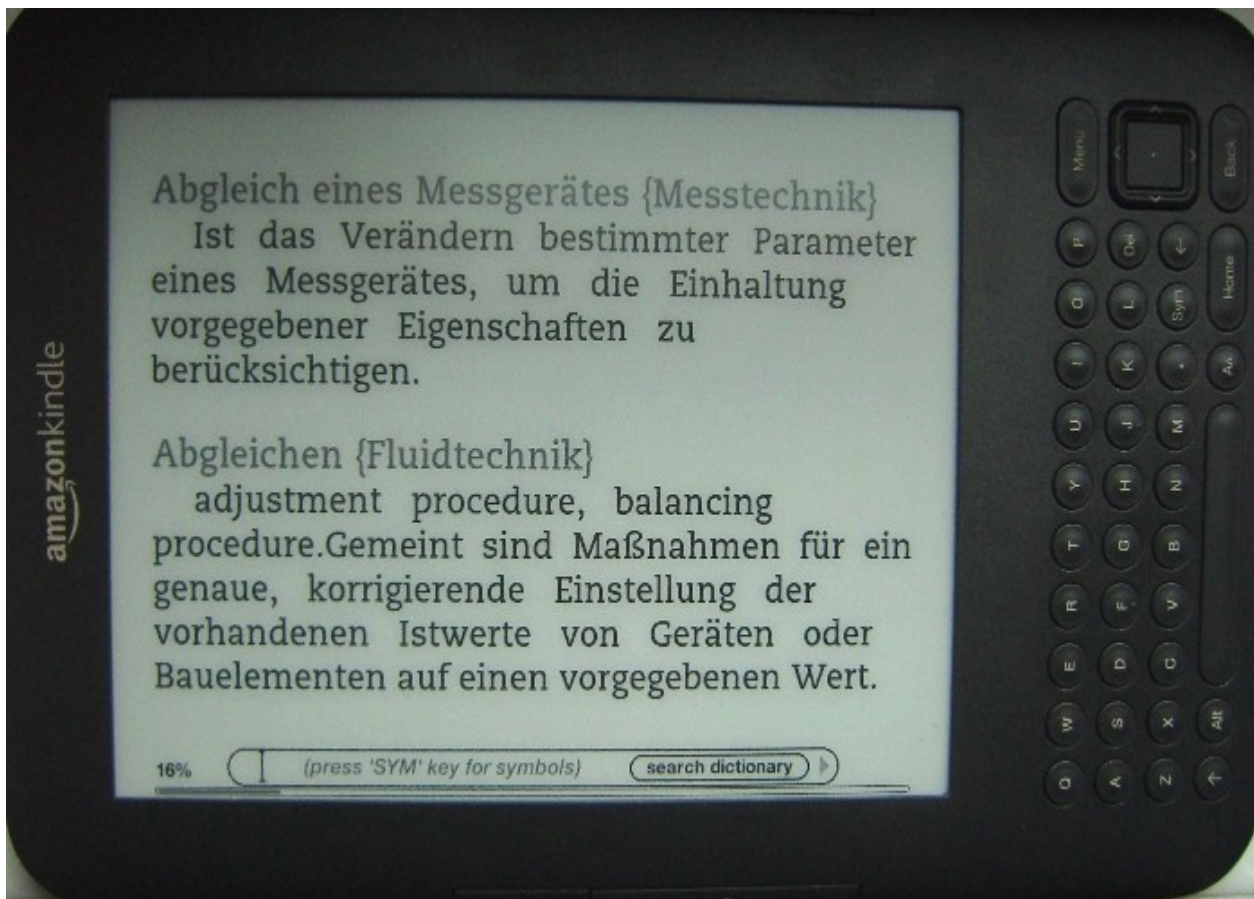 Abgleich eines Messgerätes {Messtechnik}
Ist das Verändern bestimmter Parameter
eines Messgerätes, um die Einhaltung
vorgegebener Eigenschaften zu
berücksichtigen.
Abgleichen {Fluidtechnik}
adjustment procedure, balancing
procedure.Gemeint sind Maßnahmen für ein
genaue, korrigierende Einstellung der
vorhandenen Istwerte von Geräten oder
Bauelementen auf einen vorgegebenen Wert.
16% (press 'SYM' key for symbols) search dictionary
amazonkindle
Q W E R T Y U I O P Menu
A S D F G H J K L Del
Z X C V B N M . Sym ←
↑ Alt Aa Home Back